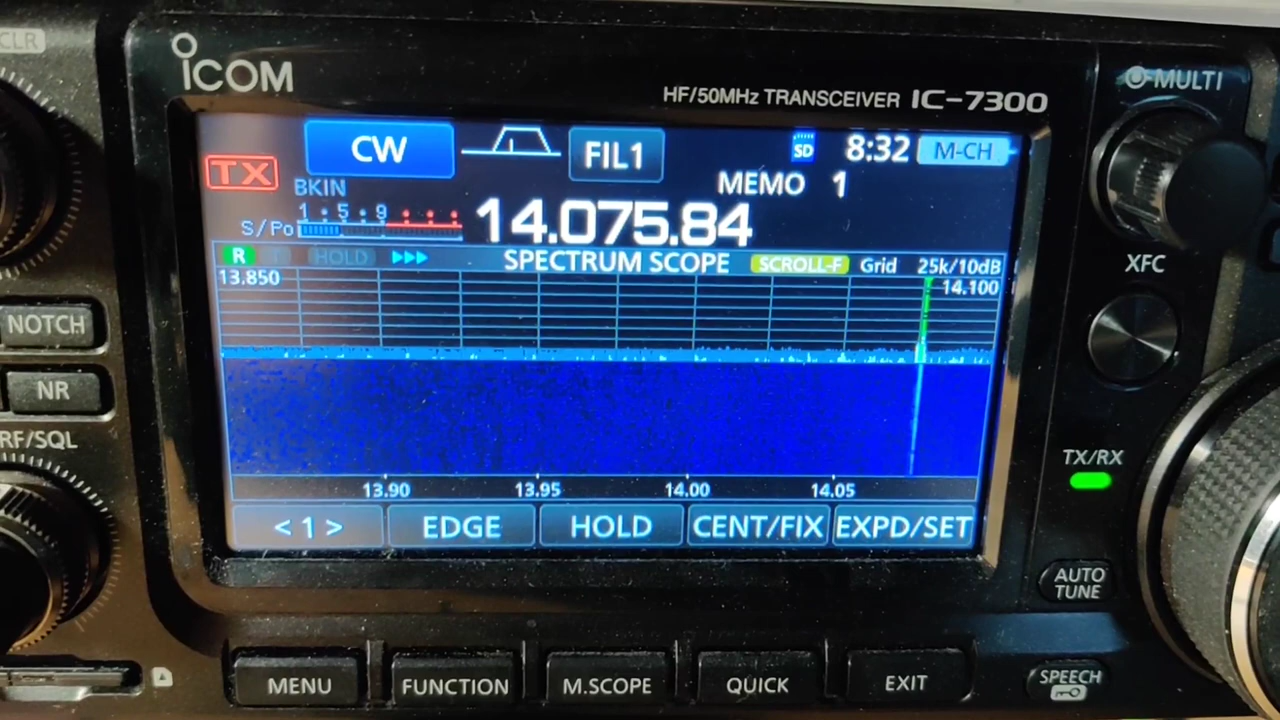 CLR
ICOM
HF/50MHz TRANSCEIVER IC-7300
MULTI
TX
CW
FIL1
SD
8:32
M-CH
BKIN
MEMO 1
1 5 9
S/Po
14.075.84
R
HOLD
SPECTRUM SCOPE
SCROLL-F
Grid
25k/10dB
13.850
14.100
XFC
NOTCH
NR
RF/SQL
TX/RX
13.90
13.95
14.00
14.05
< 1 >
EDGE
HOLD
CENT/FIX
EXPD/SET
AUTO
TUNE
MENU
FUNCTION
M.SCOPE
QUICK
EXIT
SPEECH